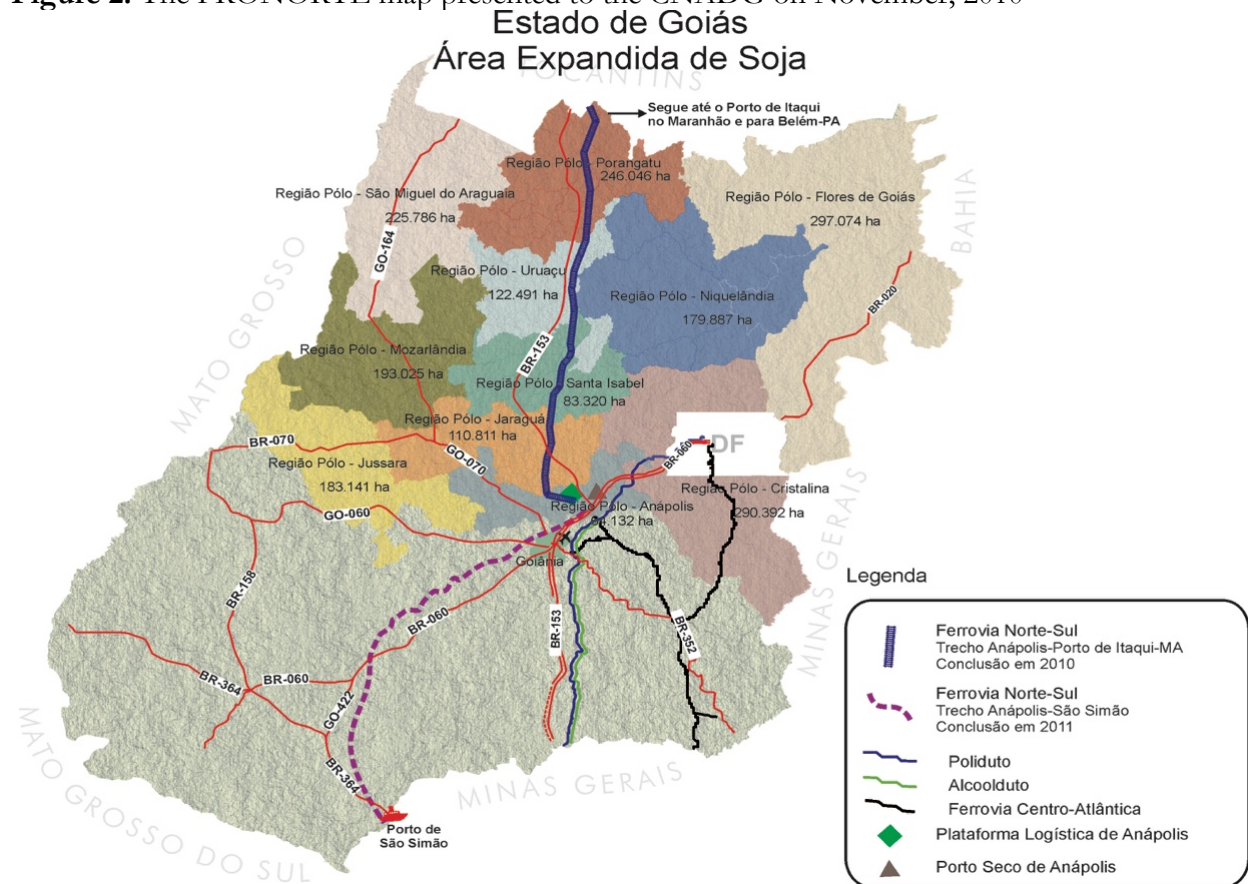 Figure 2. The PRONORTE map presented to the CNADG on November, 2010
Estado de Goiás
Área Expandida de Soja
TOCANTINS
Segue até o Porto de Itaqui
no Maranhão e para Belém-PA
Região Pólo - Porangatu
246.046 ha
Região Pólo - São Miguel do Araguaia
225.786 ha
Região Pólo - Flores de Goiás
297.074 ha
BAHIA
GO-164
MATO GROSSO
Região Pólo - Uruaçu
122.491 ha
Região Pólo - Niquelândia
179.887 ha
BR-020
BR-153
Região Pólo - Mozarlândia
193.025 ha
Região Pólo - Santa Isabel
83.320 ha
Região Pólo - Jaraguá
110.811 ha
BR-070
GO-070
BR-060
DF
Região Pólo - Jussara
183.141 ha
Região Pólo - Cristalina
290.392 ha
Região Pólo - Anápolis
132 ha
GO-060
Goiânia
MINAS GERAIS
BR-158
BR-060
BR-153
BR-352
BR-364
BR-060
GO-422
BR-364
MINAS GERAIS
MATO GROSSO DO SUL
Porto de
São Simão
Legenda
Ferrovia Norte-Sul
Trecho Anápolis-Porto de Itaqui-MA
Conclusão em 2010
Ferrovia Norte-Sul
Trecho Anápolis-São Simão
Conclusão em 2011
Poliduto
Alcoolduto
Ferrovia Centro-Atlântica
Plataforma Logística de Anápolis
Porto Seco de Anápolis